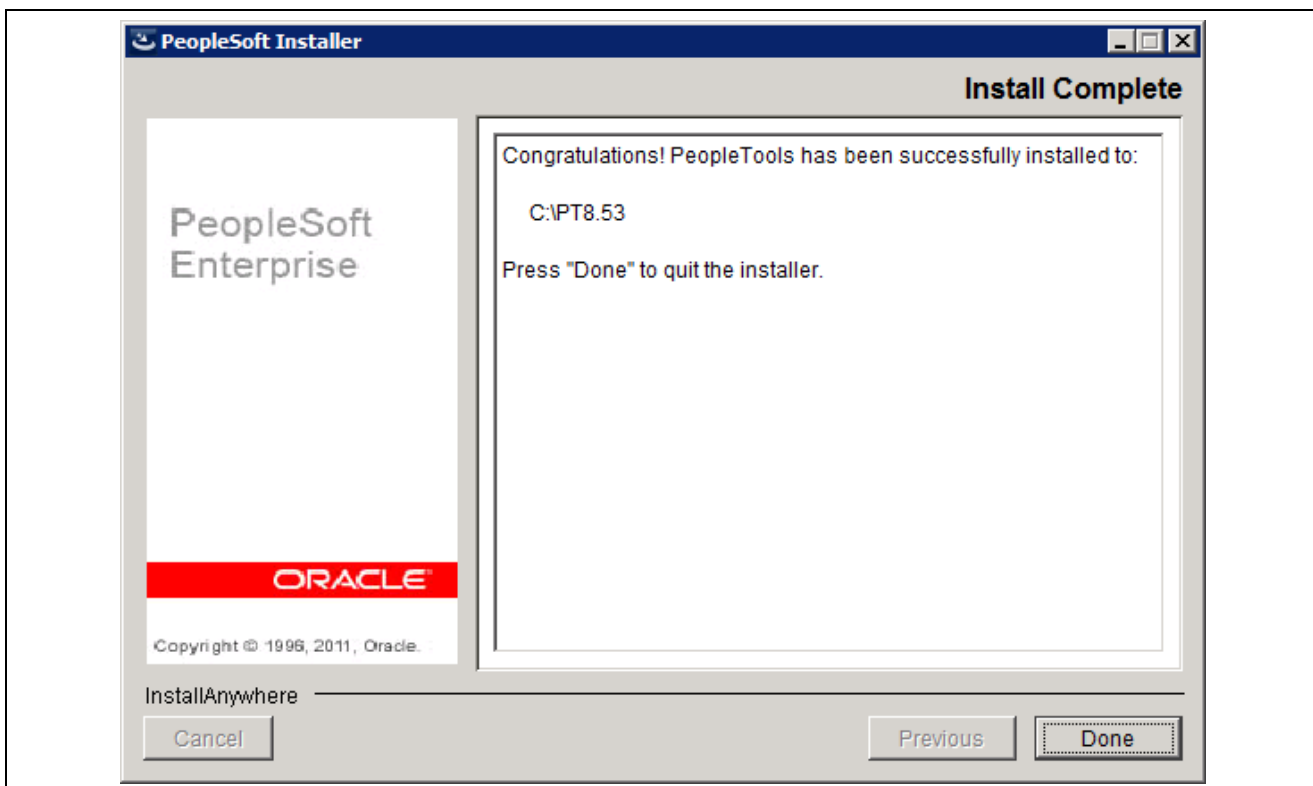 PeopleSoft Installer
Install Complete
PeopleSoft
Enterprise
ORACLE
Copyright © 1996, 2011, Oracle.
Congratulations! PeopleTools has been successfully installed to:
C:\PT8.53
Press "Done" to quit the installer.
InstallAnywhere
Cancel
Previous
Done